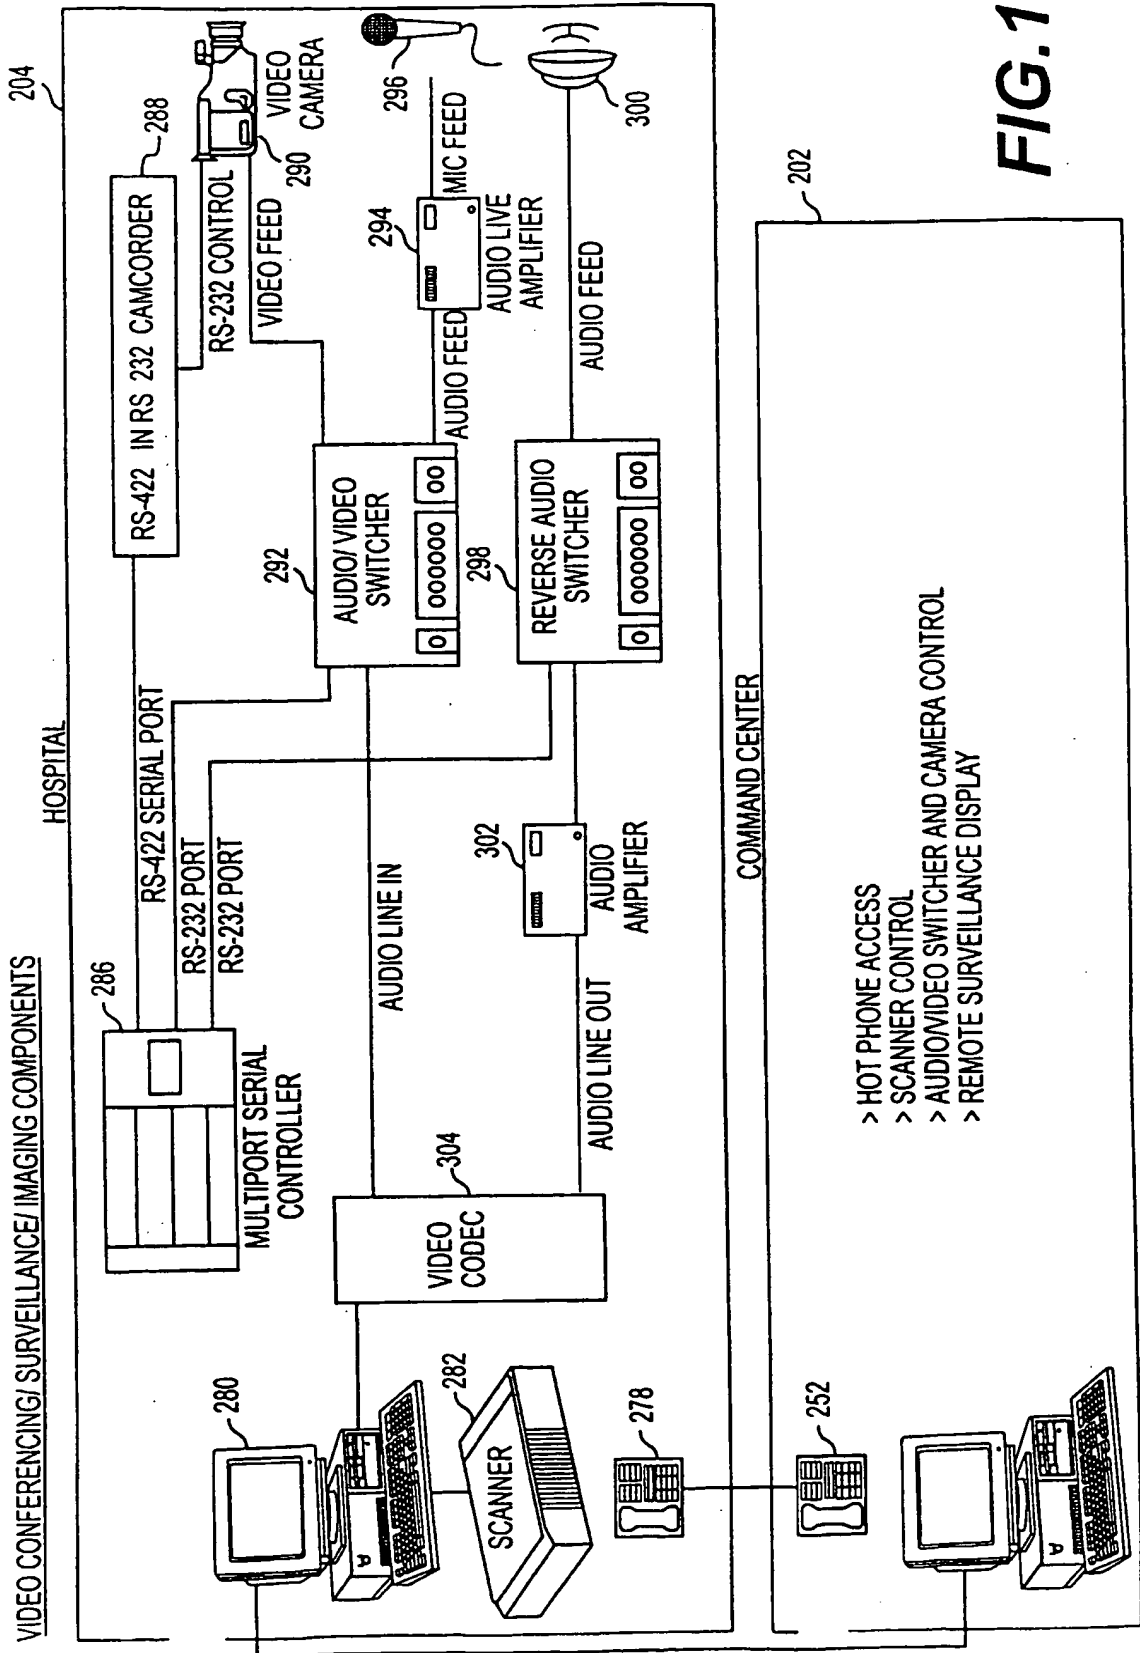 VIDEO CONFERENCING/ SURVEILLANCE/ IMAGING COMPONENTS
HOSPITAL
204
280
282
SCANNER
278
286
MULTIPORT SERIAL
CONTROLLER
RS-422 SERIAL PORT
RS-232 PORT
RS-232 PORT
288
RS-422 IN RS 232 CAMCORDER
RS-232 CONTROL
VIDEO FEED
290
VIDEO
CAMERA
304
VIDEO
CODEC
AUDIO LINE IN
292
AUDIO/ VIDEO
SWITCHER
AUDIO FEED
294
AUDIO LIVE
AMPLIFIER
MIC FEED
296
AUDIO LINE OUT
302
AUDIO
AMPLIFIER
298
REVERSE AUDIO
SWITCHER
AUDIO FEED
300
COMMAND CENTER
202
252
> HOT PHONE ACCESS
> SCANNER CONTROL
> AUDIO/VIDEO SWITCHER AND CAMERA CONTROL
> REMOTE SURVEILLANCE DISPLAY
FIG.1